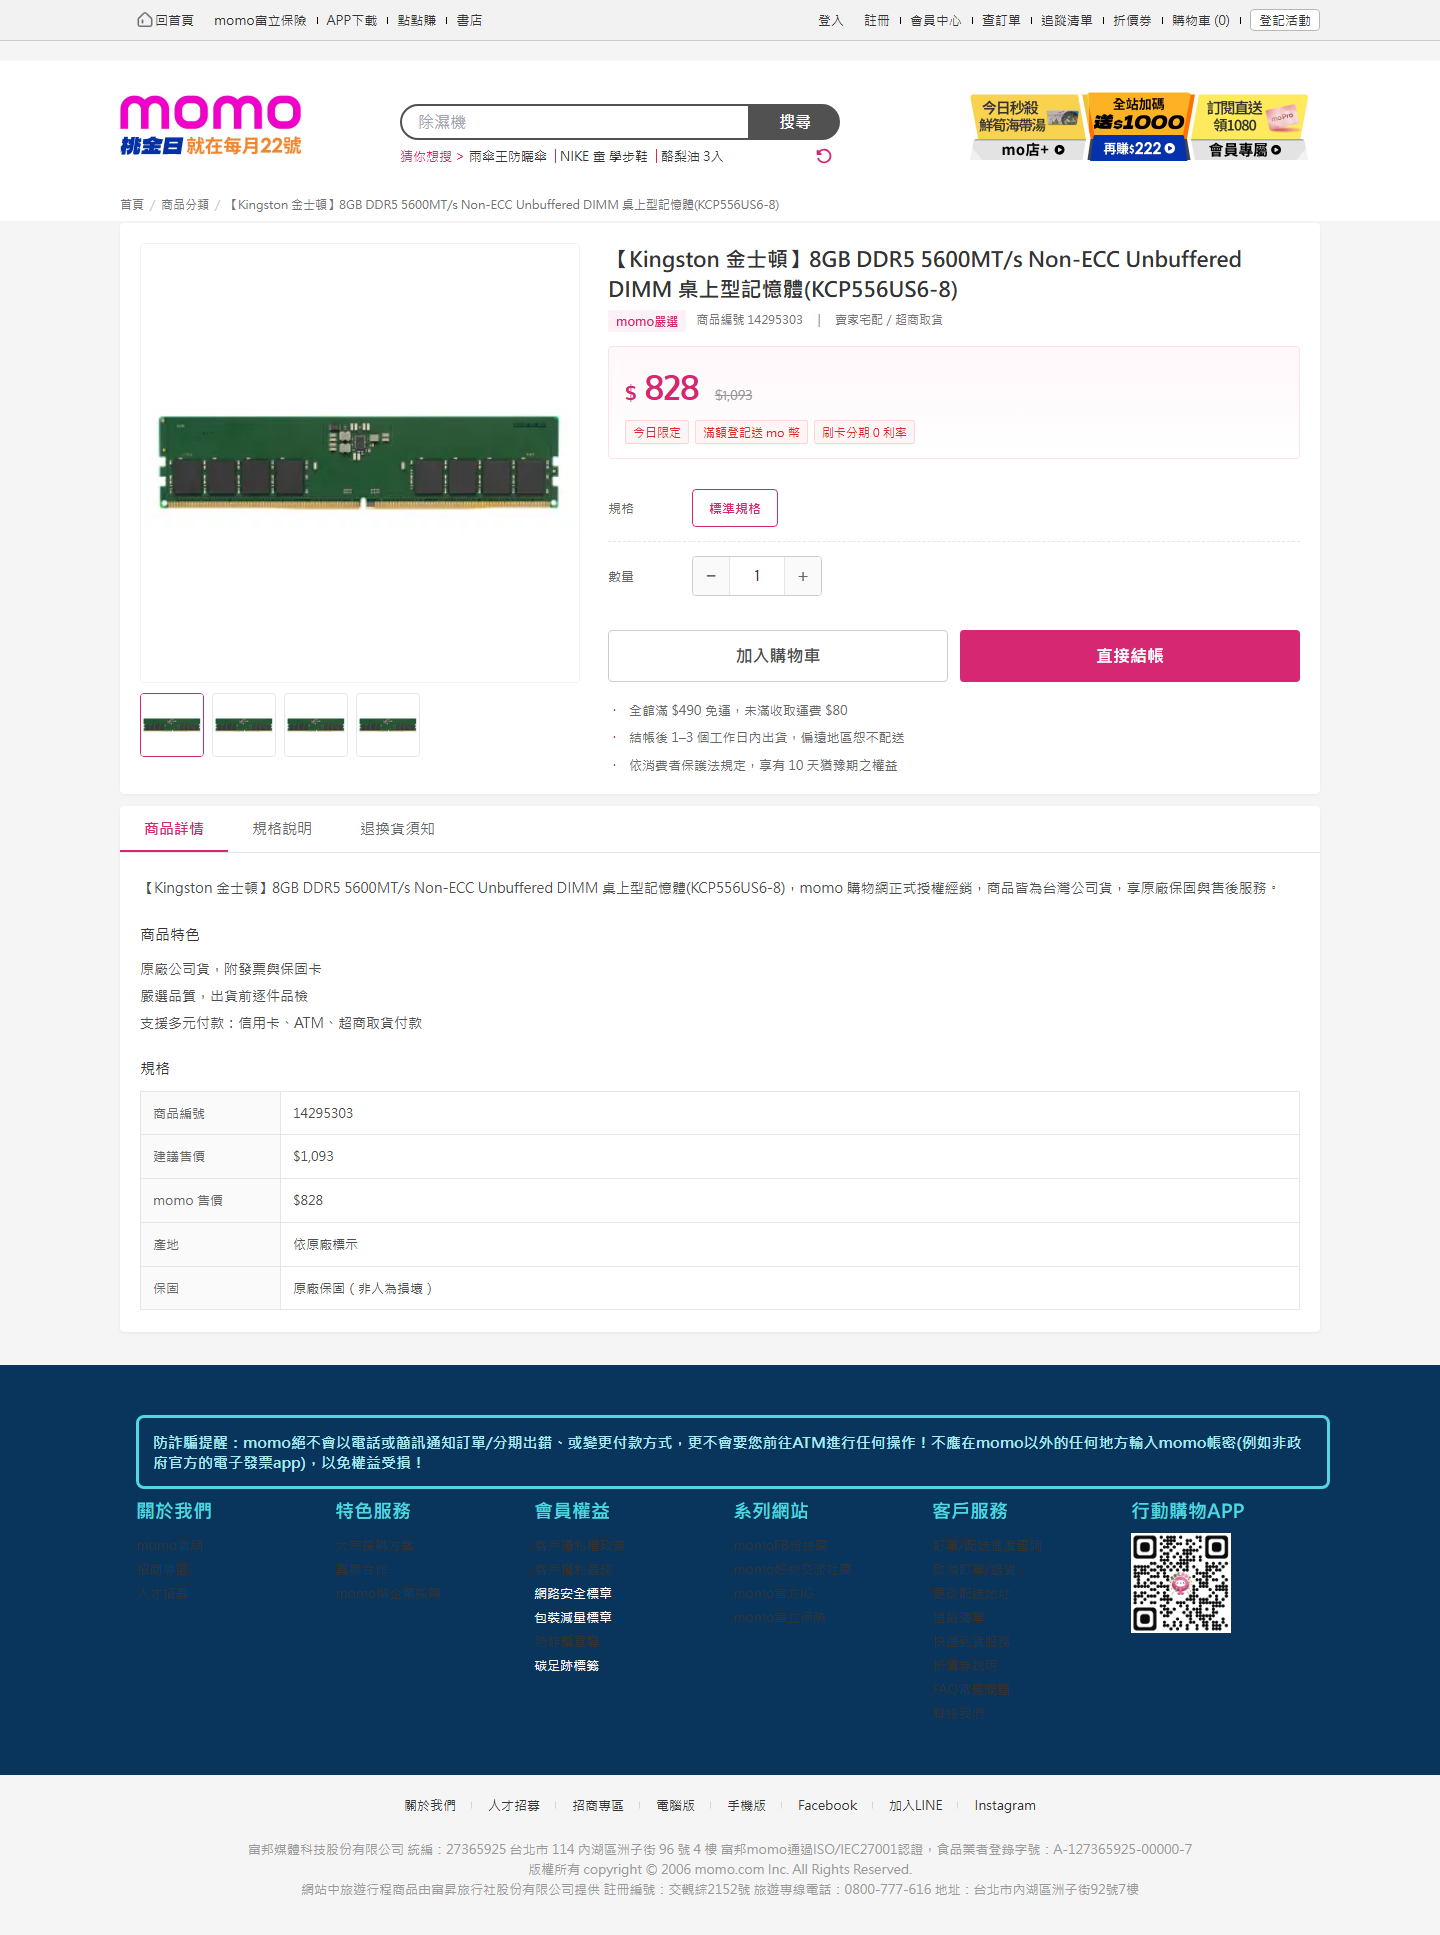 回首頁 momo富立保險 APP下載 點點賺 書店
登入 註冊 會員中心 查訂單 追蹤清單 折價券 購物車 (0) 登記活動
momo
桃金日 就在每月22號
除濕機 搜尋
猜你想搜 > 雨傘王防曬傘 NIKE 童 學步鞋 酪梨油 3入
今日秒殺
鮮筍海帶湯
mo店+
全站加碼
送$1000
再賺$222
訂閱直送
領1080
moPro
會員專屬
首頁 / 商品分類 / 【Kingston 金士頓】8GB DDR5 5600MT/s Non-ECC Unbuffered DIMM 桌上型記憶體(KCP556US6-8)
【Kingston 金士頓】8GB DDR5 5600MT/s Non-ECC Unbuffered
DIMM 桌上型記憶體(KCP556US6-8)
momo嚴選 商品編號 14295303 | 賣家宅配 / 超商取貨
$ 828 $1,093
今日限定 滿額登記送 mo 幣 刷卡分期 0 利率
規格 標準規格
數量 − 1 +
加入購物車 直接結帳
· 全館滿 $490 免運，未滿收取運費 $80
· 結帳後 1–3 個工作日內出貨，偏遠地區恕不配送
· 依消費者保護法規定，享有 10 天猶豫期之權益
商品詳情 規格說明 退換貨須知
【Kingston 金士頓】8GB DDR5 5600MT/s Non-ECC Unbuffered DIMM 桌上型記憶體(KCP556US6-8)，momo 購物網正式授權經銷，商品皆為台灣公司貨，享原廠保固與售後服務。
商品特色
原廠公司貨，附發票與保固卡
嚴選品質，出貨前逐件品檢
支援多元付款：信用卡、ATM、超商取貨付款
規格
商品編號 14295303
建議售價 $1,093
momo 售價 $828
產地 依原廠標示
保固 原廠保固（非人為損壞）
防詐騙提醒：momo絕不會以電話或簡訊通知訂單/分期出錯、或變更付款方式，更不會要您前往ATM進行任何操作！不應在momo以外的任何地方輸入momo帳密(例如非政
府官方的電子發票app)，以免權益受損！
關於我們 特色服務 會員權益 系列網站 客戶服務 行動購物APP
網路安全標章
包裝減量標章
碳足跡標籤
關於我們 人才招募 招商專區 電腦版 手機版 Facebook 加入LINE Instagram
富邦媒體科技股份有限公司 統編：27365925 台北市 114 內湖區洲子街 96 號 4 樓 富邦momo通過ISO/IEC27001認證，食品業者登錄字號：A-127365925-00000-7
版權所有 copyright © 2006 momo.com Inc. All Rights Reserved.
網站中旅遊行程商品由富昇旅行社股份有限公司提供 註冊編號：交觀綜2152號 旅遊專線電話：0800-777-616 地址：台北市內湖區洲子街92號7樓